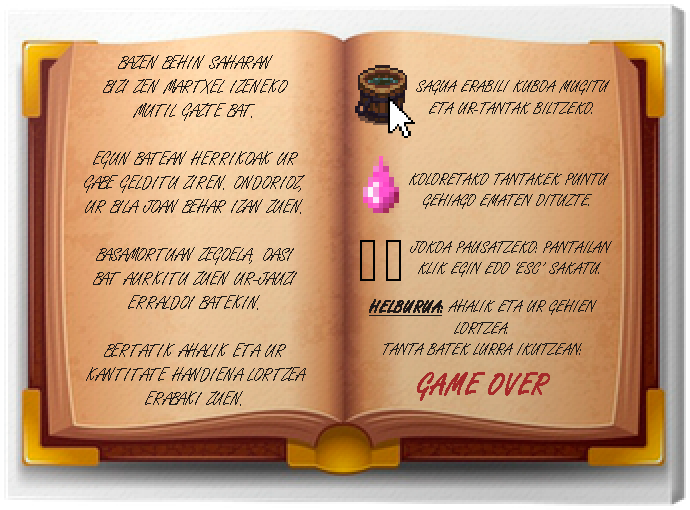 BAZEN BEHIN SAHARAN
BIZI ZEN MARTXEL IZENEKO
MUTIL GAZTE BAT.
EGUN BATEAN HERRIKOAK UR
GABE GELDITU ZIREN. ONDORIOZ,
UR BILA JOAN BEHAR IZAN ZUEN.
BASAMORTUAN ZEGOELA, OASI
BAT AURKITU ZUEN UR-JAUZI
ERRALDOI BATEKIN.
BERTATIK AHALIK ETA UR
KANTITATE HANDIENA LORTZEA
ERABAKI ZUEN.
SAGUA ERABILI KUBOA MUGITU
ETA UR-TANTAK BILTZEKO.
KOLORETAKO TANTAKEK PUNTU
GEHIAGO EMATEN DITUZTE.
JOKOA PAUSATZEKO: PANTAILAN
KLIK EGIN EDO "ESC" SAKATU.
HELBURUA: AHALIK ETA UR GEHIEN
LORTZEA.
TANTA BATEK LURRA IKUTZEAN:
GAME OVER